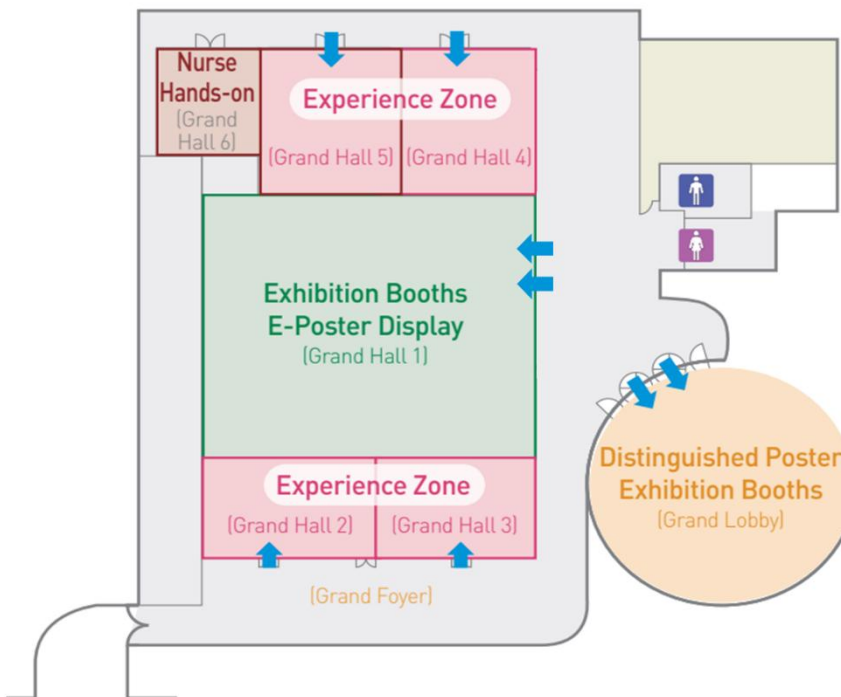 Nurse
Hands-on
(Grand
Hall 6)
Experience Zone
(Grand Hall 5)
(Grand Hall 4)
Exhibition Booths
E-Poster Display
(Grand Hall 1)
Experience Zone
(Grand Hall 2)
(Grand Hall 3)
(Grand Foyer)
Distinguished Poster
Exhibition Booths
(Grand Lobby)